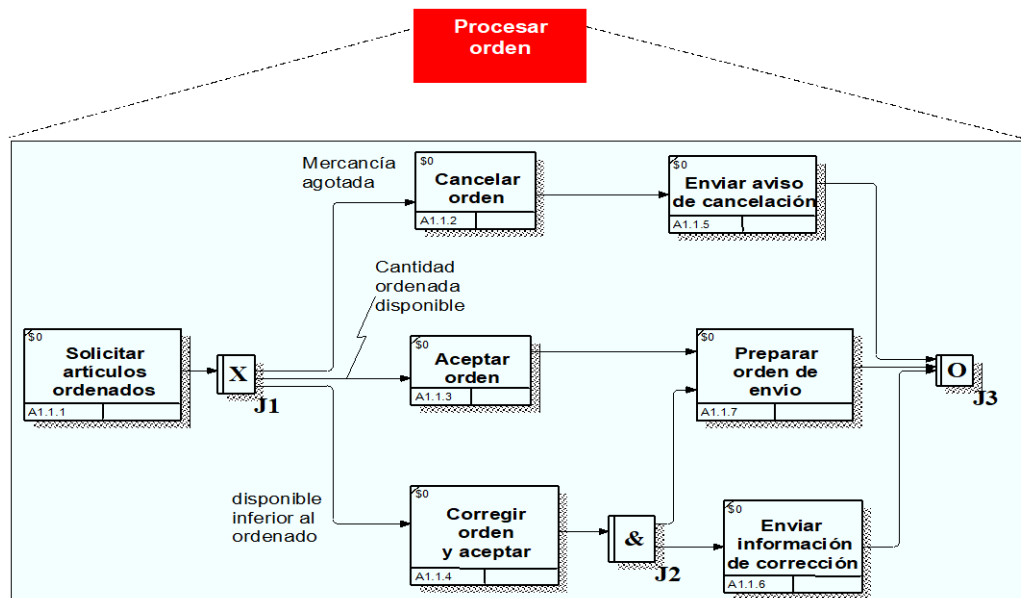 Procesar
orden
Mercancía
agotada
$0
Cancelar
orden
A1.1.2
$0
Enviar aviso
de cancelación
A1.1.5
Cantidad
ordenada
disponible
$0
Solicitar
artículos
ordenados
A1.1.1
X
J1
$0
Aceptar
orden
A1.1.3
$0
Preparar
orden de
envío
A1.1.7
O
J3
disponible
inferior al
ordenado
$0
Corregir
orden
y aceptar
A1.1.4
&
J2
$0
Enviar
información
de corrección
A1.1.6